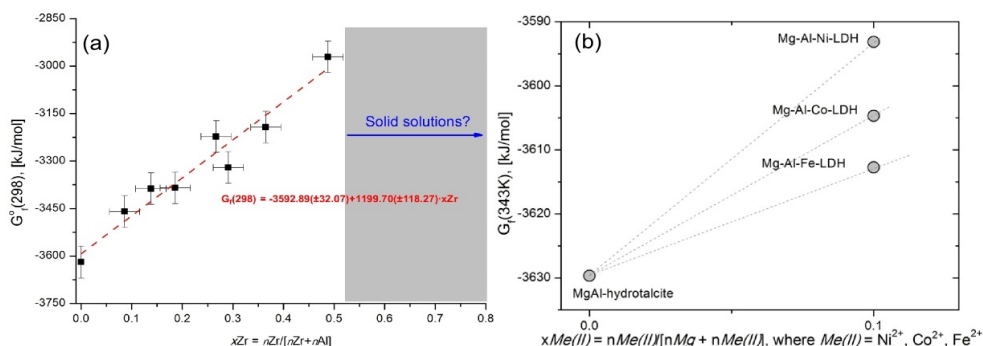 (a)
-2850
-3000
-3150
-3300
-3450
-3600
-3750
G°f(298), [kJ/mol]
Solid solutions?
Gf(298) = -3592.89(±32.07)+1199.70(±118.27)·xZr
0.0 0.1 0.2 0.3 0.4 0.5 0.6 0.7 0.8
xZr = nZr/[nZr+nAl]
(b)
-3590
-3600
-3610
-3620
-3630
Gf(343K), [kJ/mol]
Mg-Al-Ni-LDH
Mg-Al-Co-LDH
Mg-Al-Fe-LDH
MgAl-hydrotalcite
0.0 0.1
xMe(II) = nMe(II)/[nMg + nMe(II)], where Me(II) = Ni2+, Co2+, Fe2+